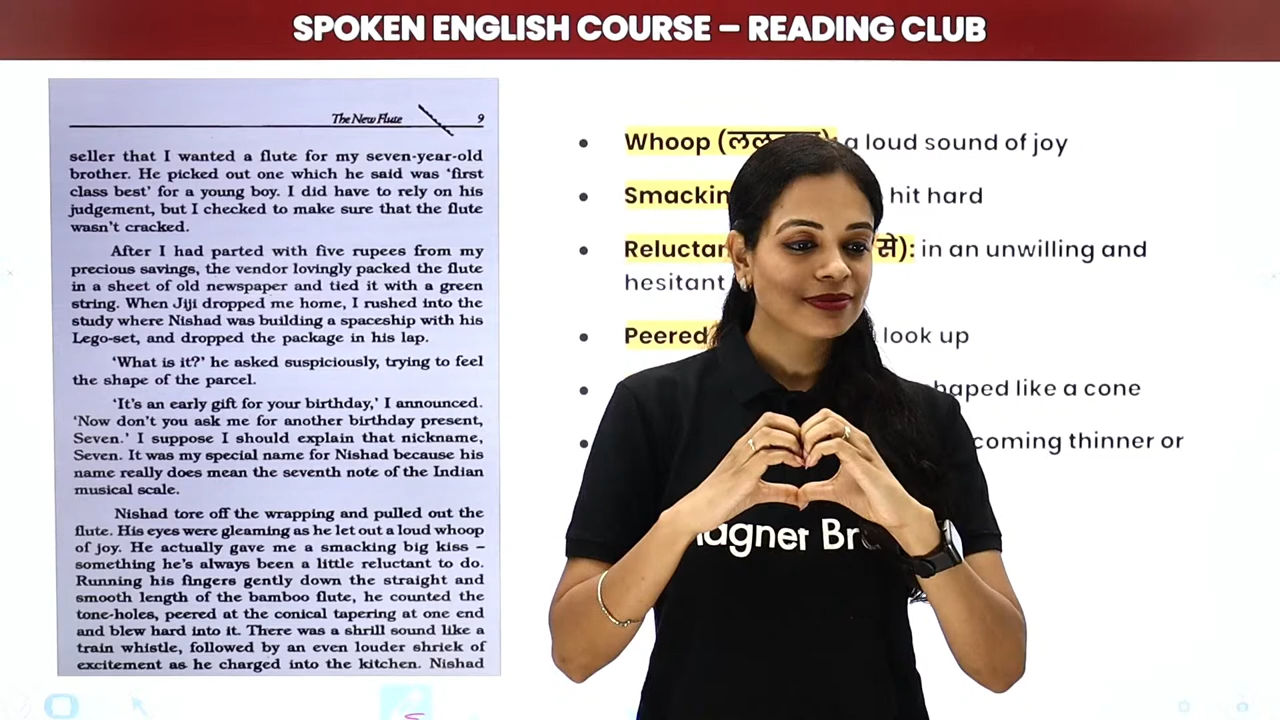 SPOKEN ENGLISH COURSE – READING CLUB
The New Flute 9
seller that I wanted a flute for my seven-year-old
brother. He picked out one which he said was ‘first
class best’ for a young boy. I did have to rely on his
judgement, but I checked to make sure that the flute
wasn’t cracked.
After I had parted with five rupees from my
precious savings, the vendor lovingly packed the flute
in a sheet of old newspaper and tied it with a green
string. When Jiji dropped me home, I rushed into the
study where Nishad was building a spaceship with his
Lego-set, and dropped the package in his lap.
‘What is it?’ he asked suspiciously, trying to feel
the shape of the parcel.
‘It’s an early gift for your birthday,’ I announced.
‘Now don’t you ask me for another birthday present,
Seven.’ I suppose I should explain that nickname,
Seven. It was my special name for Nishad because his
name really does mean the seventh note of the Indian
musical scale.
Nishad tore off the wrapping and pulled out the
flute. His eyes were gleaming as he let out a loud whoop
of joy. He actually gave me a smacking big kiss –
something he’s always been a little reluctant to do.
Running his fingers gently down the straight and
smooth length of the bamboo flute, he counted the
tone-holes, peered at the conical tapering at one end
and blew hard into it. There was a shrill sound like a
train whistle, followed by an even louder shriek of
excitement as he charged into the kitchen. Nishad
• Whoop a loud sound of joy
• hit hard
• से): in an unwilling and
hesitant
• Peered look up
• like a cone
• thinner or